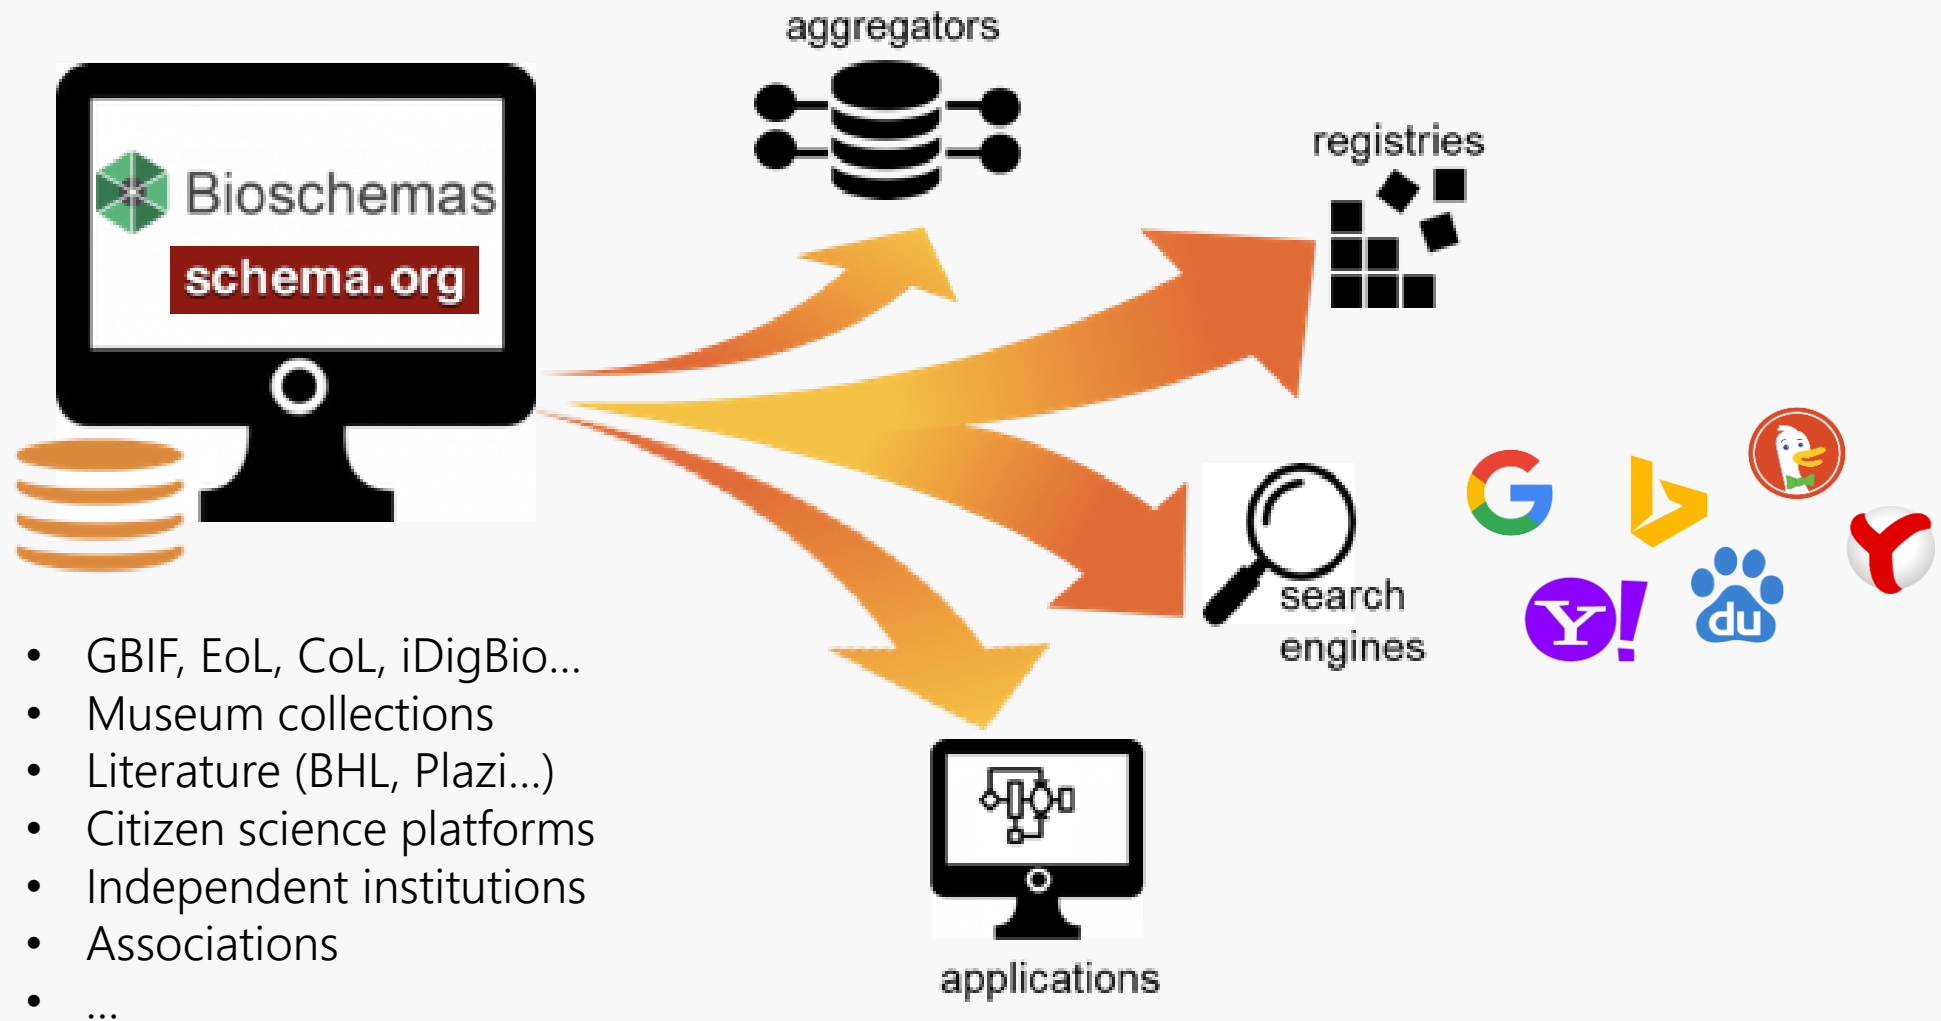 aggregators
registries
Bioschemas
schema.org
search
engines
Y!
du
• GBIF, EoL, CoL, iDigBio...
• Museum collections
• Literature (BHL, Plazi...)
• Citizen science platforms
• Independent institutions
• Associations
• ...
applications